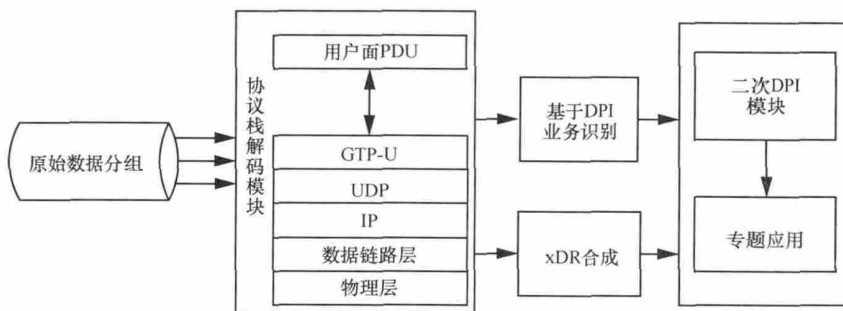 原始数据分组
协议栈解码模块
用户面PDU
GTP-U
UDP
IP
数据链路层
物理层
基于DPI
业务识别
xDR合成
二次DPI
模块
专题应用